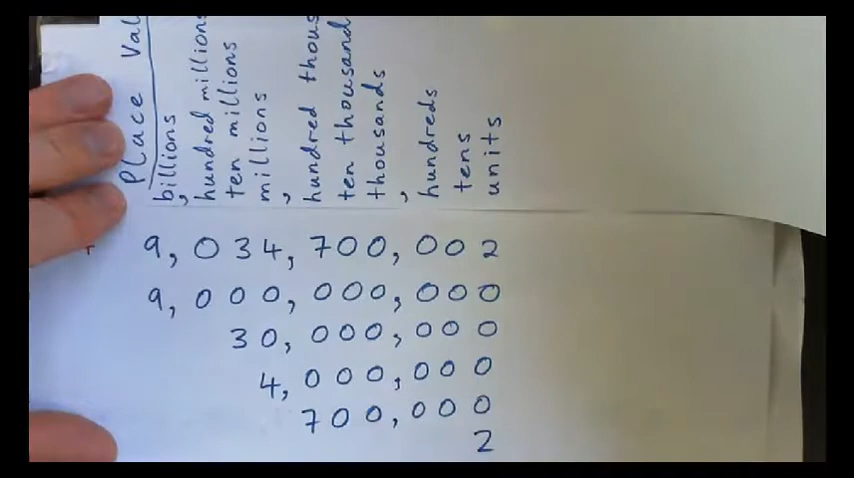 Place Val
billions
,
hundred millions
ten millions
millions
,
hundred thous
ten thousand
thousands
,
hundreds
tens
units
9, 034, 700, 002
9, 000, 000, 000
30, 000, 000
4, 000, 000
700, 000
2